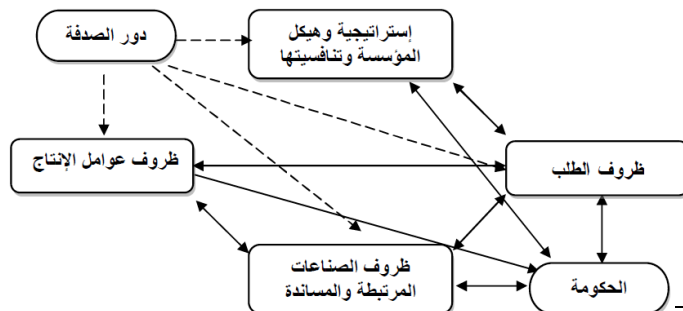 دور الصدفة
إستراتيجية وهيكل
المؤسسة وتنافسيتها
ظروف عوامل الإنتاج
ظروف الطلب
ظروف الصناعات
المرتبطة والمساندة
الحكومة